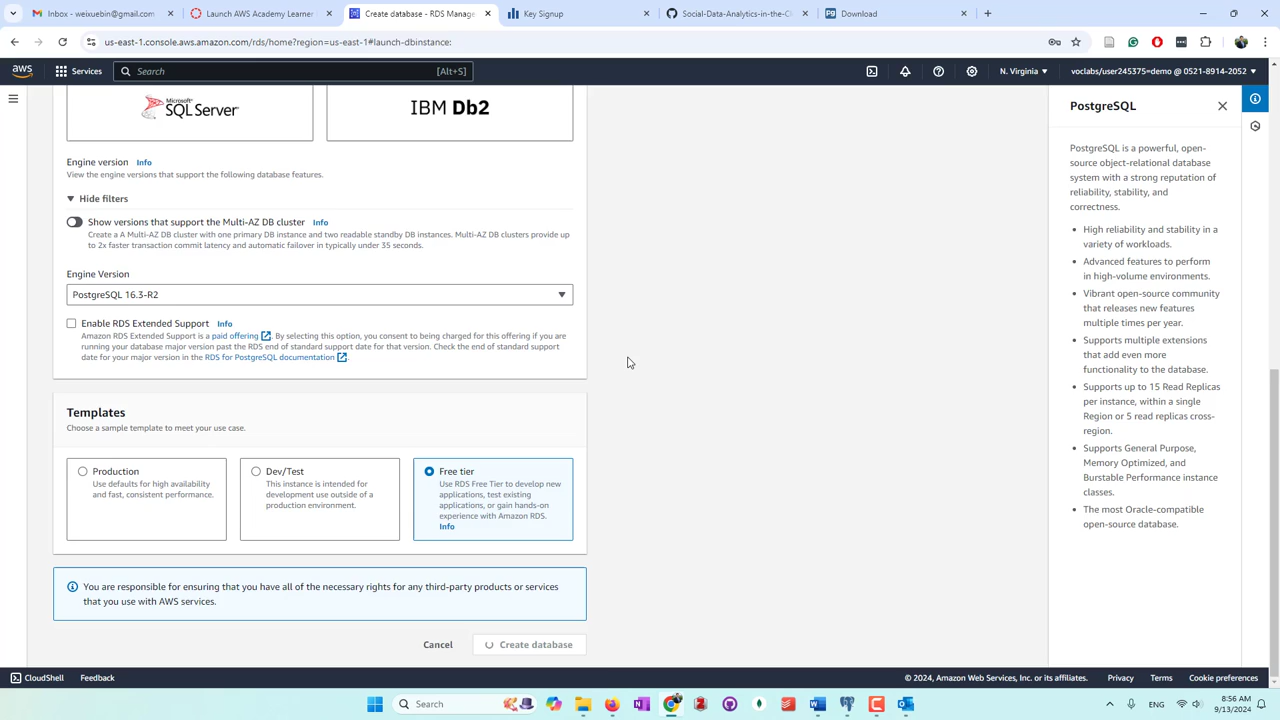 Inbox - weixuebin@gmail.com
Launch AWS Academy Learner
Create database - RDS Manage
Key Signup
Social-Data-Analytics-in-the-Cl
Download
us-east-1.console.aws.amazon.com/rds/home?region=us-east-1#launch-dbinstance:
aws
Services
Search
[Alt+S]
N. Virginia
voclabs/user245375=demo @ 0521-8914-2052
Microsoft
SQL Server
IBM Db2
Engine version Info
View the engine versions that support the following database features.
Hide filters
Show versions that support the Multi-AZ DB cluster Info
Create a A Multi-AZ DB cluster with one primary DB instance and two readable standby DB instances. Multi-AZ DB clusters provide up
to 2x faster transaction commit latency and automatic failover in typically under 35 seconds.
Engine Version
PostgreSQL 16.3-R2
Enable RDS Extended Support Info
Amazon RDS Extended Support is a paid offering. By selecting this option, you consent to being charged for this offering if you are
running your database major version past the RDS end of standard support date for that version. Check the end of standard support
date for your major version in the RDS for PostgreSQL documentation.
Templates
Choose a sample template to meet your use case.
Production
Use defaults for high availability
and fast, consistent performance.
Dev/Test
This instance is intended for
development use outside of a
production environment.
Free tier
Use RDS Free Tier to develop new
applications, test existing
applications, or gain hands-on
experience with Amazon RDS.
Info
You are responsible for ensuring that you have all of the necessary rights for any third-party products or services
that you use with AWS services.
Cancel
Create database
PostgreSQL
PostgreSQL is a powerful, open-
source object-relational database
system with a strong reputation of
reliability, stability, and
correctness.
• High reliability and stability in a
variety of workloads.
• Advanced features to perform
in high-volume environments.
• Vibrant open-source community
that releases new features
multiple times per year.
• Supports multiple extensions
that add even more
functionality to the database.
• Supports up to 15 Read Replicas
per instance, within a single
Region or 5 read replicas cross-
region.
• Supports General Purpose,
Memory Optimized, and
Burstable Performance instance
classes.
• The most Oracle-compatible
open-source database.
CloudShell
Feedback
© 2024, Amazon Web Services, Inc. or its affiliates.
Privacy
Terms
Cookie preferences
Search
ENG
8:56 AM
9/13/2024